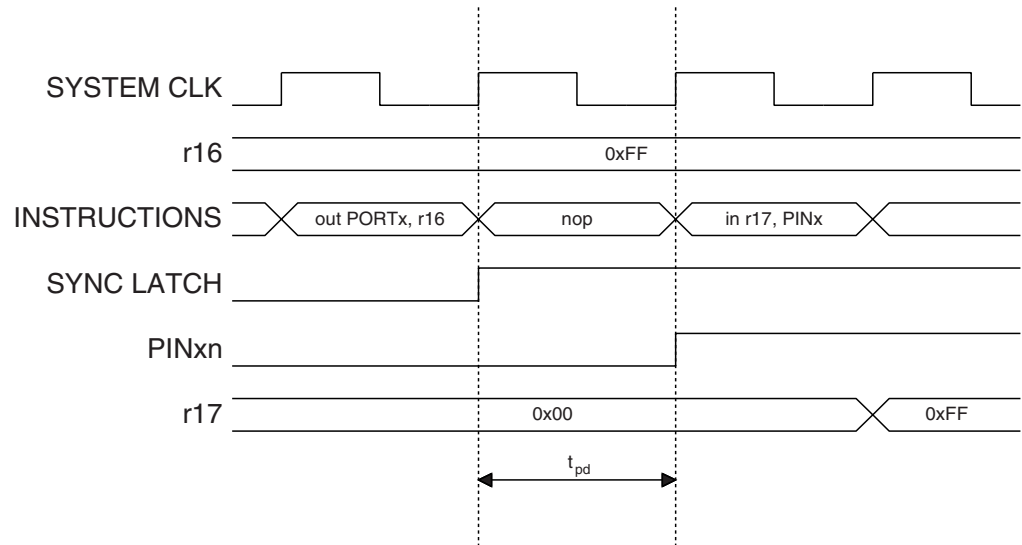 SYSTEM CLK
r16
0xFF
INSTRUCTIONS
out PORTx, r16
nop
in r17, PINx
SYNC LATCH
PINxn
r17
0x00
0xFF
tpd